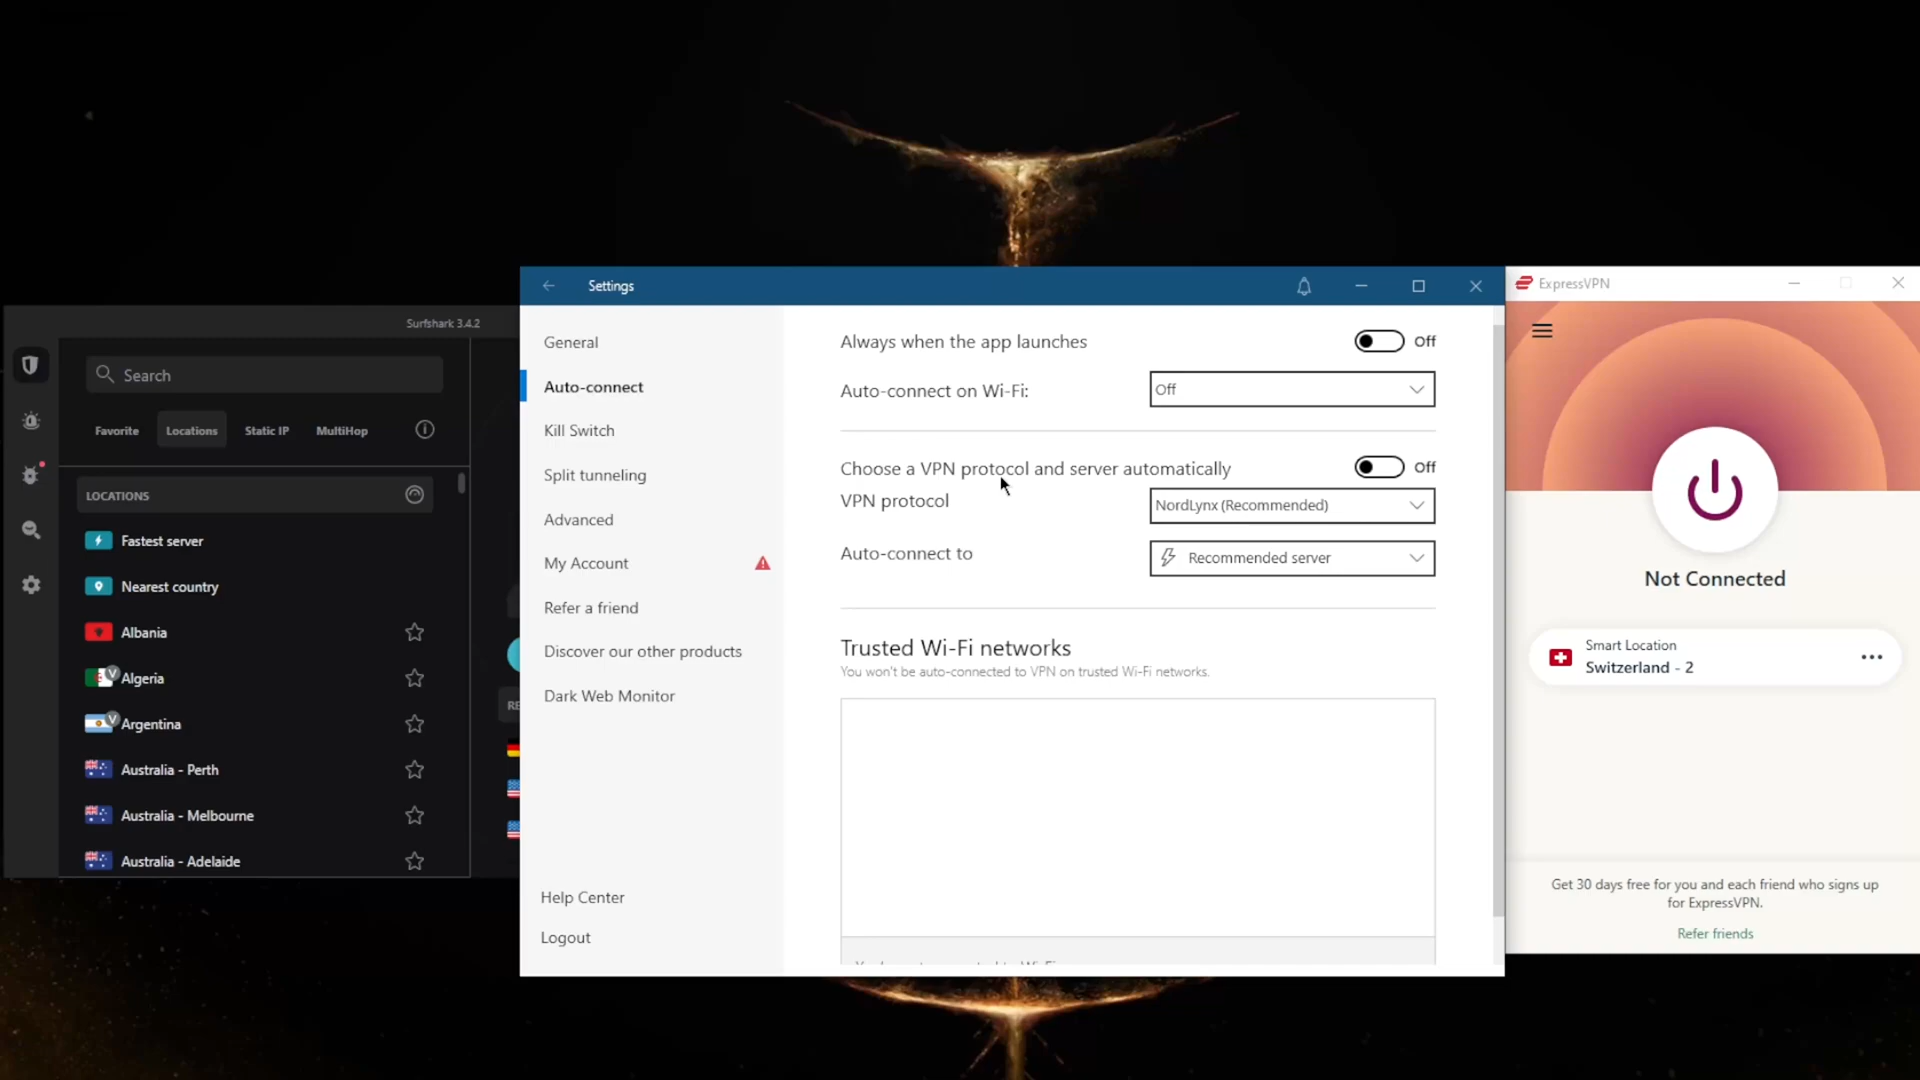 Surfshark 3.4.2
Search
Favorite
Locations
Static IP
MultiHop
LOCATIONS
Fastest server
Nearest country
Albania
Algeria
Argentina
Australia - Perth
Australia - Melbourne
Australia - Adelaide
Settings
General
Auto-connect
Kill Switch
Split tunneling
Advanced
My Account
Refer a friend
Discover our other products
Dark Web Monitor
Help Center
Logout
Always when the app launches
Off
Auto-connect on Wi-Fi:
Off
Choose a VPN protocol and server automatically
Off
VPN protocol
NordLynx (Recommended)
Auto-connect to
Recommended server
Trusted Wi-Fi networks
You won't be auto-connected to VPN on trusted Wi-Fi networks.
ExpressVPN
Not Connected
Smart Location
Switzerland - 2
Get 30 days free for you and each friend who signs up
for ExpressVPN.
Refer friends